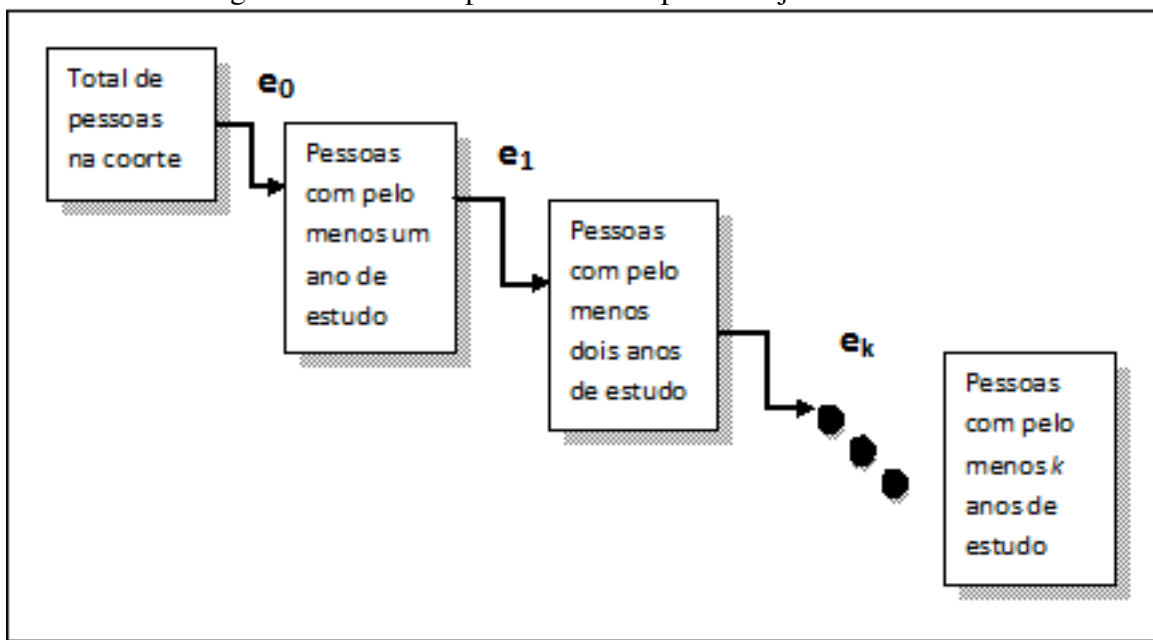 Total de
pessoas
na coorte
e0
Pessoas
com pelo
menos um
ano de
estudo
e1
Pessoas
com pelo
menos
dois anos
de estudo
ek
Pessoas
com pelo
menos k
anos de
estudo